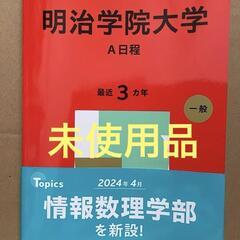 明治学院大学
A日程
最近3カ年
一般
未使用品
Topics
2024年4月
情報数理学部
を新設!